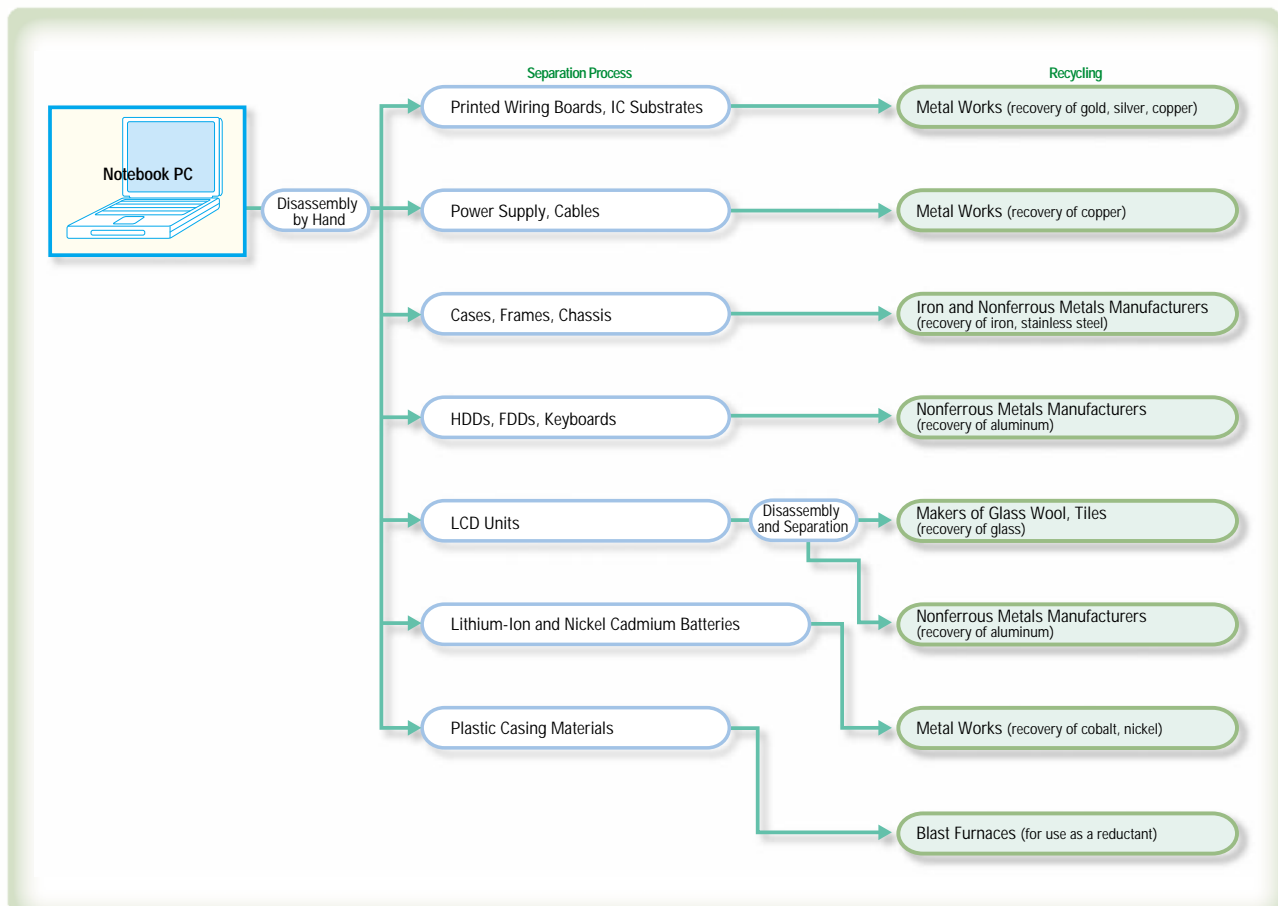 Separation Process
Recycling
Notebook PC
Disassembly
by Hand
Printed Wiring Boards, IC Substrates
Metal Works (recovery of gold, silver, copper)
Power Supply, Cables
Metal Works (recovery of copper)
Cases, Frames, Chassis
Iron and Nonferrous Metals Manufacturers
(recovery of iron, stainless steel)
HDDs, FDDs, Keyboards
Nonferrous Metals Manufacturers
(recovery of aluminum)
LCD Units
Disassembly
and Separation
Makers of Glass Wool, Tiles
(recovery of glass)
Nonferrous Metals Manufacturers
(recovery of aluminum)
Lithium-Ion and Nickel Cadmium Batteries
Metal Works (recovery of cobalt, nickel)
Plastic Casing Materials
Blast Furnaces (for use as a reductant)